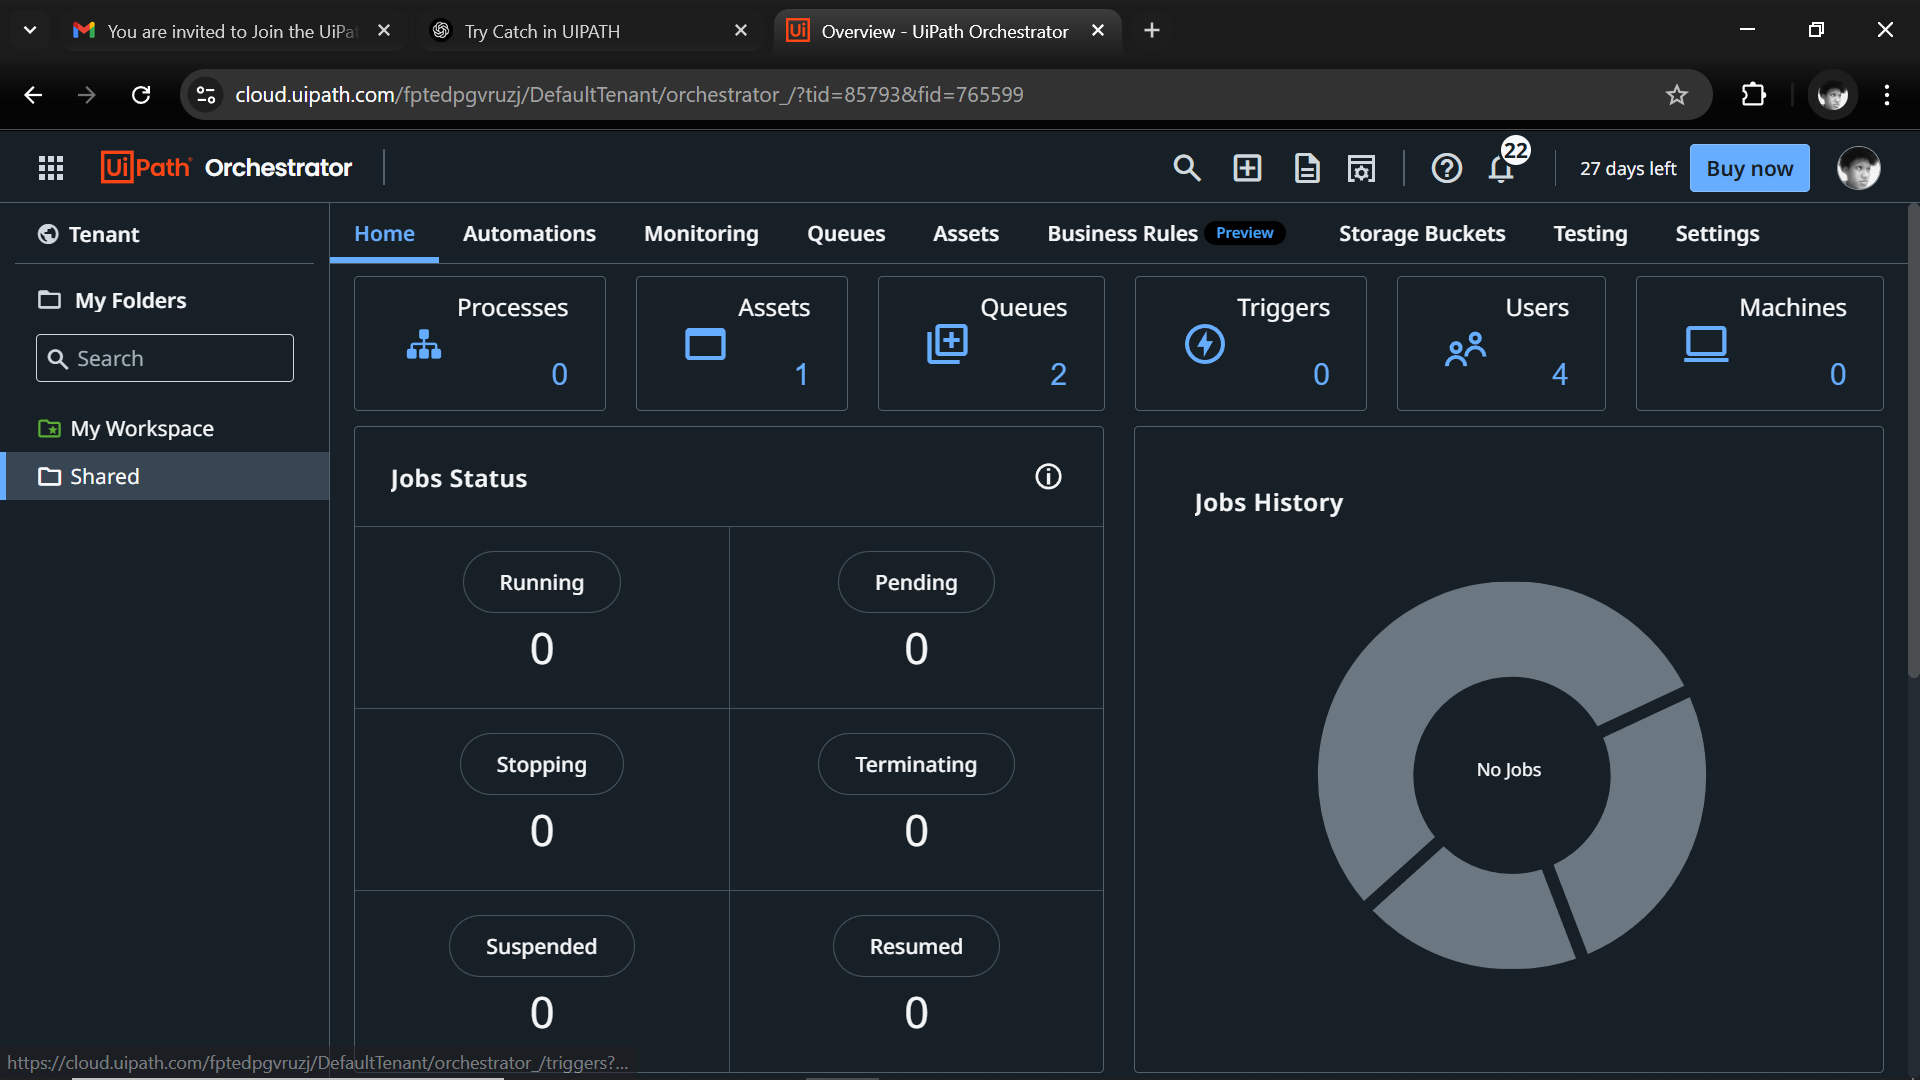 You are invited to Join the UiPa
Try Catch in UIPATH
Overview - UiPath Orchestrator
cloud.uipath.com/fptedpgvruzj/DefaultTenant/orchestrator_/?tid=85793&fid=765599
UiPath Orchestrator
22
27 days left
Buy now
Tenant
My Folders
Search
My Workspace
Shared
Home
Automations
Monitoring
Queues
Assets
Business Rules
Preview
Storage Buckets
Testing
Settings
Processes
0
Assets
1
Queues
2
Triggers
0
Users
4
Machines
0
Jobs Status
Running
0
Pending
0
Stopping
0
Terminating
0
Suspended
0
Resumed
0
Jobs History
No Jobs
https://cloud.uipath.com/fptedpgvruzj/DefaultTenant/orchestrator_/triggers?...